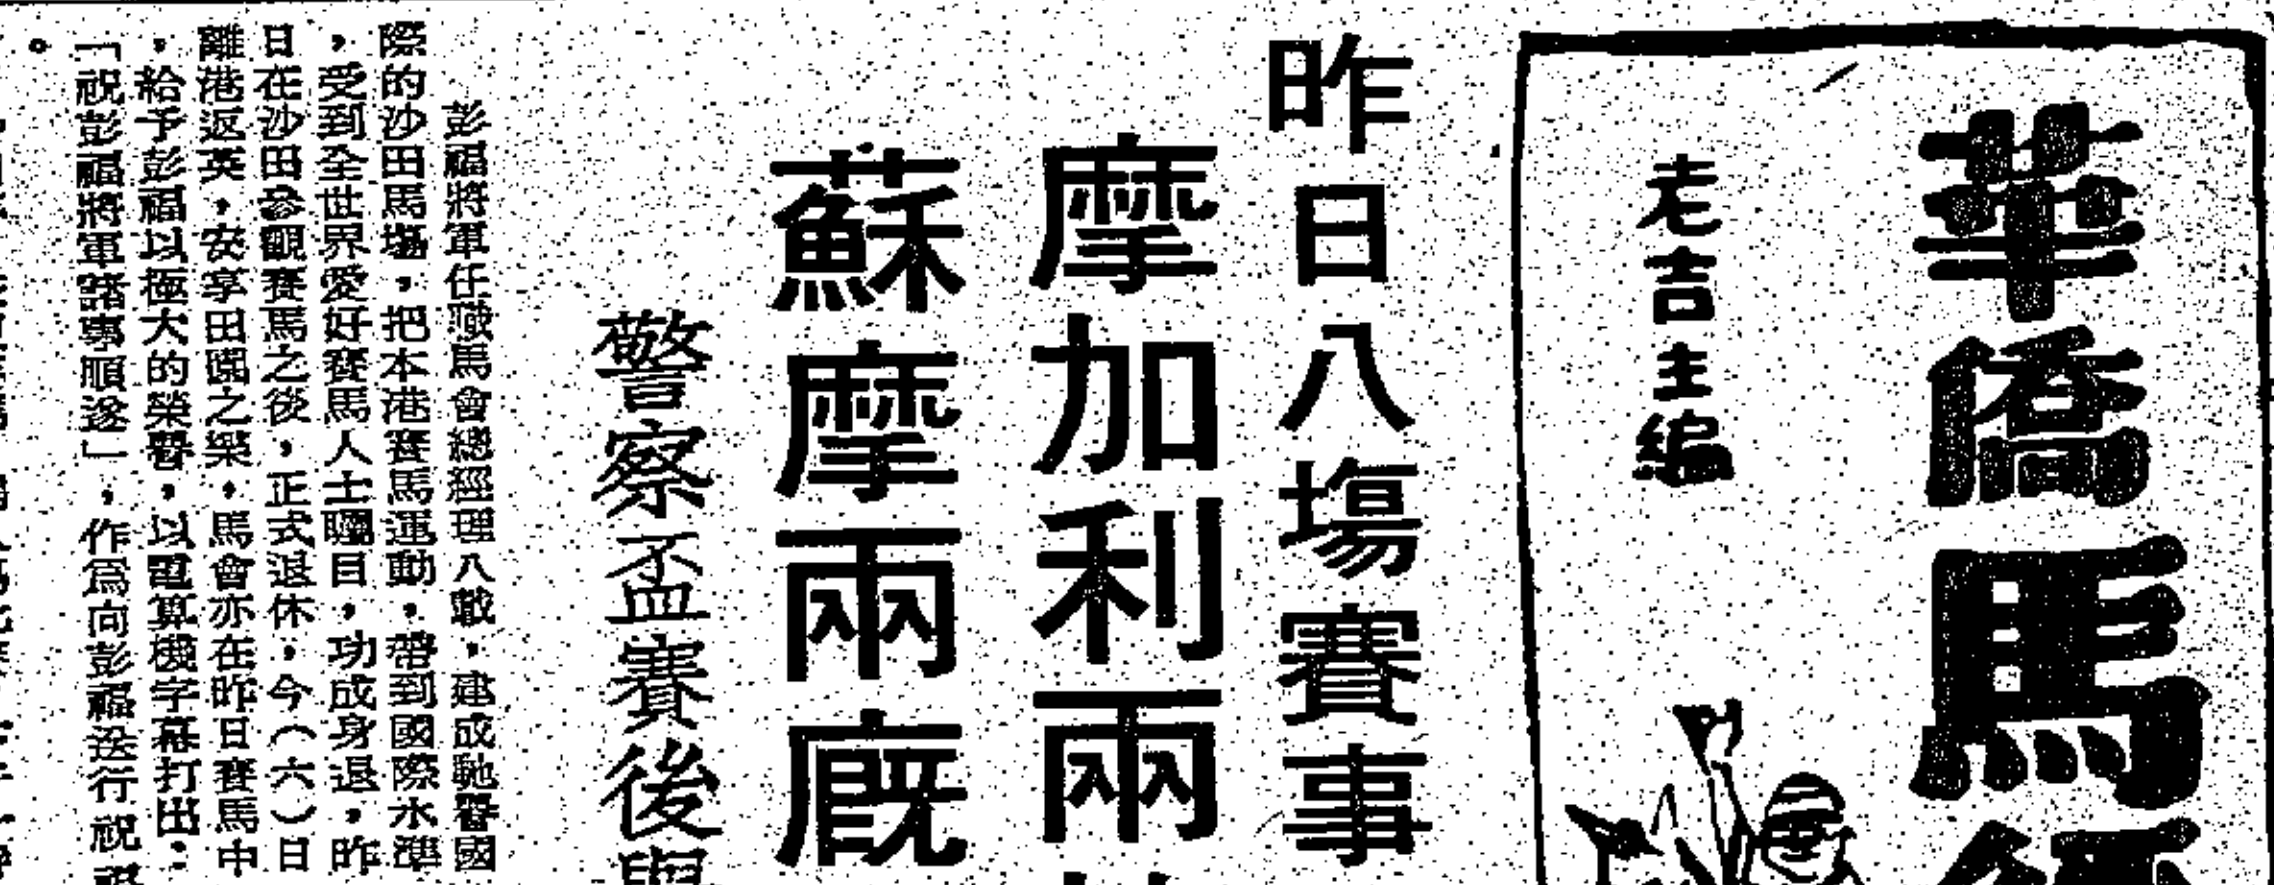 華僑馬經
老吉主編
昨日八場賽事
摩加利兩
蘇摩兩廐
警察盃賽後與
彭福將軍任職馬會總經理八載，建成馳譽國
際的沙田馬場，把本港賽馬運動，帶到國際水準
，受到全世界愛好賽馬人士矚目，功成身退，昨
日在沙田參觀賽馬之後，正式退休，今（六）日
離港返英，安享田園之樂，馬會亦在昨日賽馬中
，給予彭福以極大的榮譽，以電算機字幕打出：
「祝彭福將軍諸事順遂」，作爲向彭福送行祝
。